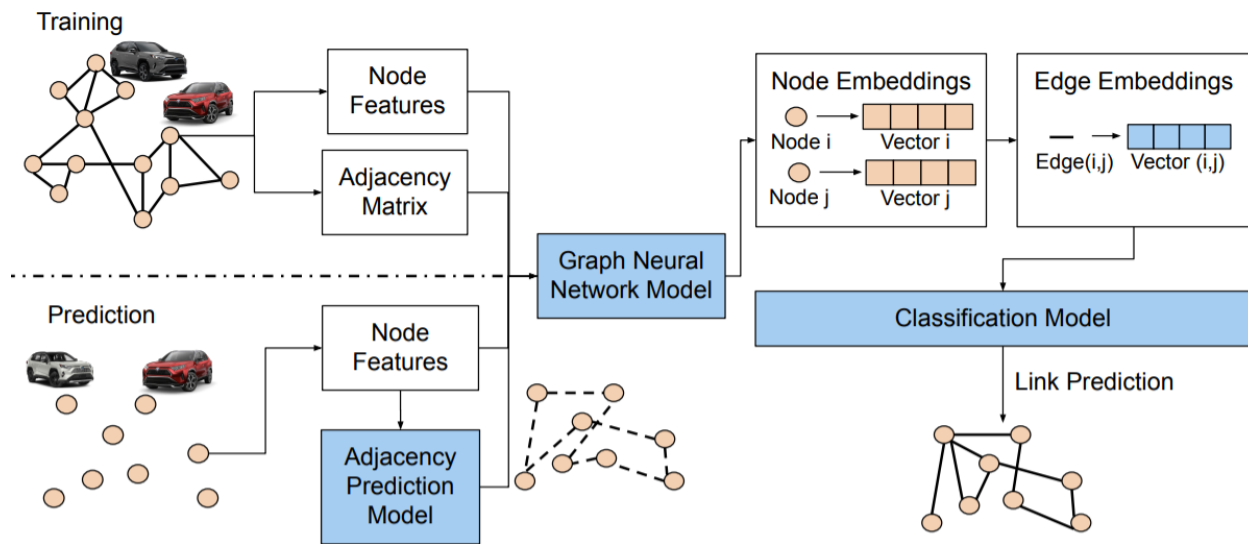 Training
Node
Features
Adjacency
Matrix
Prediction
Node
Features
Adjacency
Prediction
Model
Graph Neural
Network Model
Node Embeddings
Node i
Vector i
Node j
Vector j
Edge Embeddings
Edge(i,j)
Vector (i,j)
Classification Model
Link Prediction